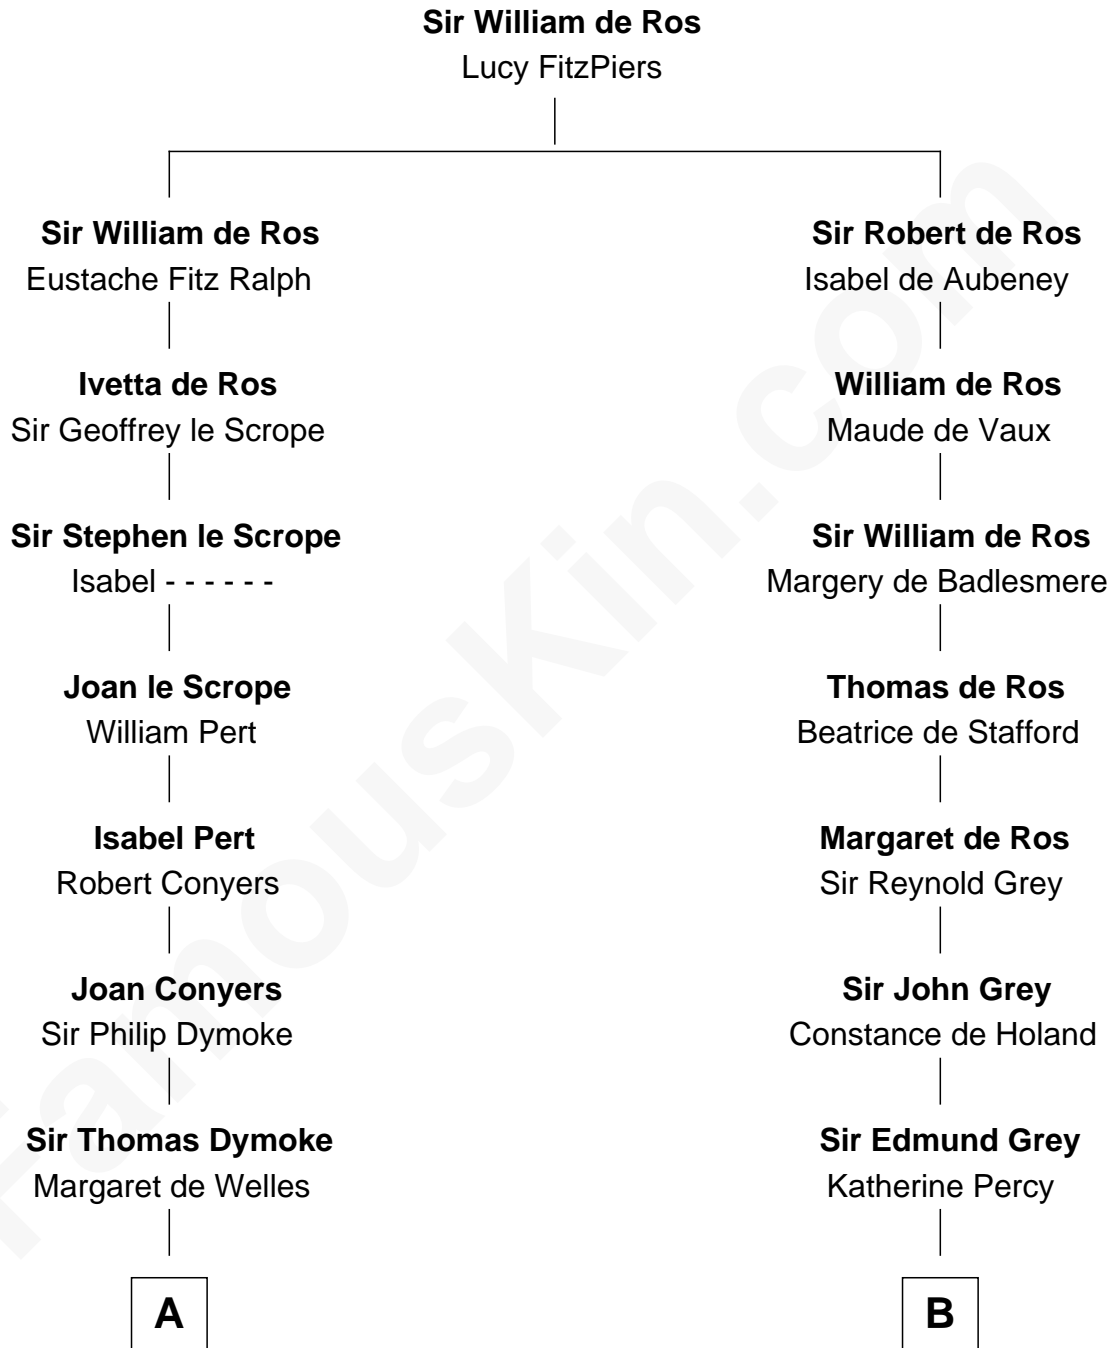 Sir William de Ros
Lucy FitzPiers
Sir William de Ros
Eustache Fitz Ralph
Ivetta de Ros
Sir Geoffrey le Scrope
Sir Stephen le Scrope
Isabel - - - - - -
Joan le Scrope
William Pert
Isabel Pert
Robert Conyers
Joan Conyers
Sir Philip Dymoke
Sir Thomas Dymoke
Margaret de Welles
A
Sir Robert de Ros
Isabel de Aubeney
William de Ros
Maude de Vaux
Sir William de Ros
Margery de Badlesmere
Thomas de Ros
Beatrice de Stafford
Margaret de Ros
Sir Reynold Grey
Sir John Grey
Constance de Holand
Sir Edmund Grey
Katherine Percy
B
FamousKin.com